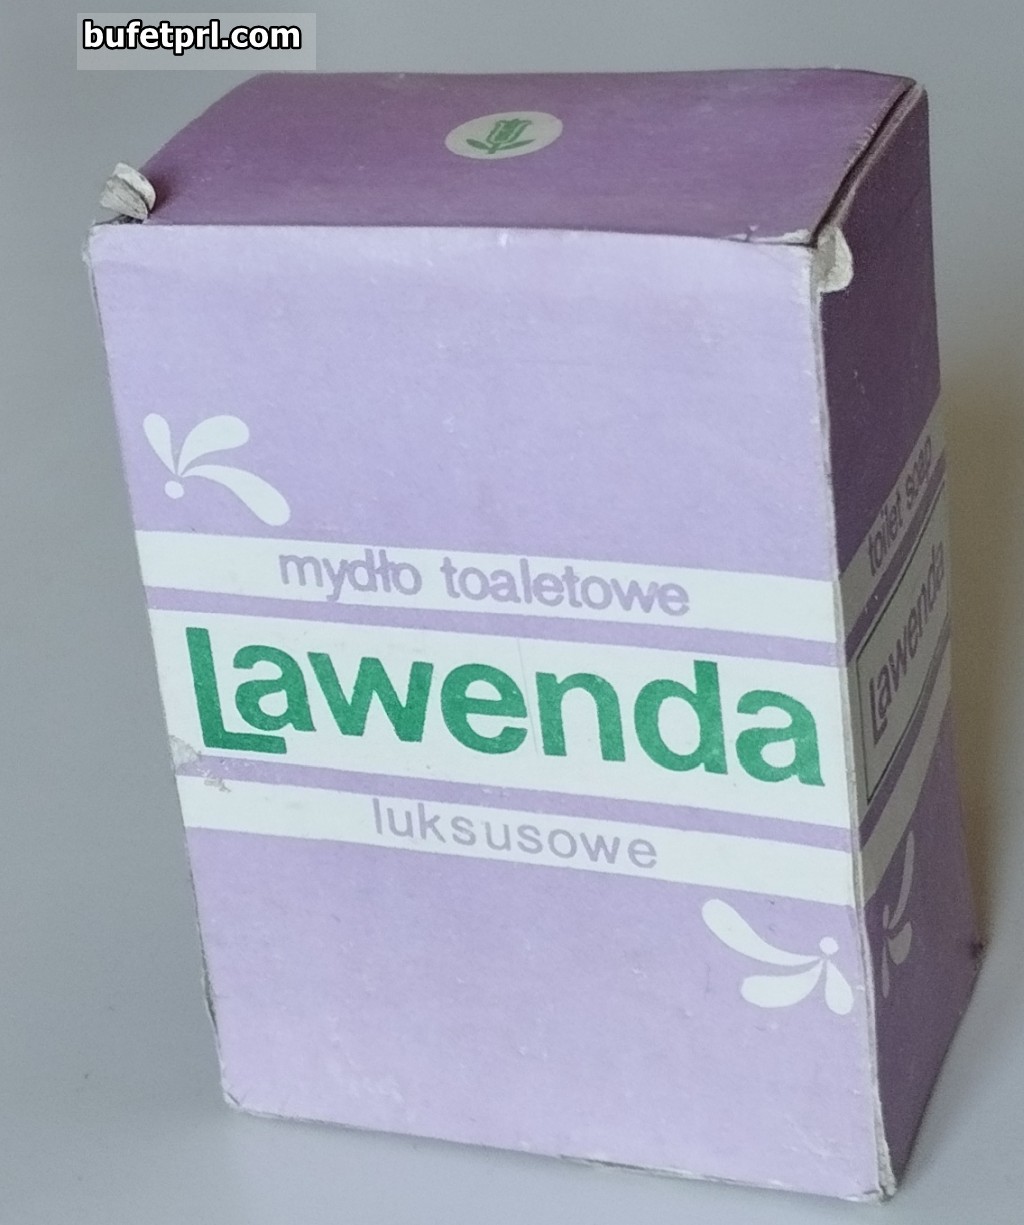 bufetprl.com
mydło toaletowe
Lawenda
luksusowe
toilet soap
Lawenda